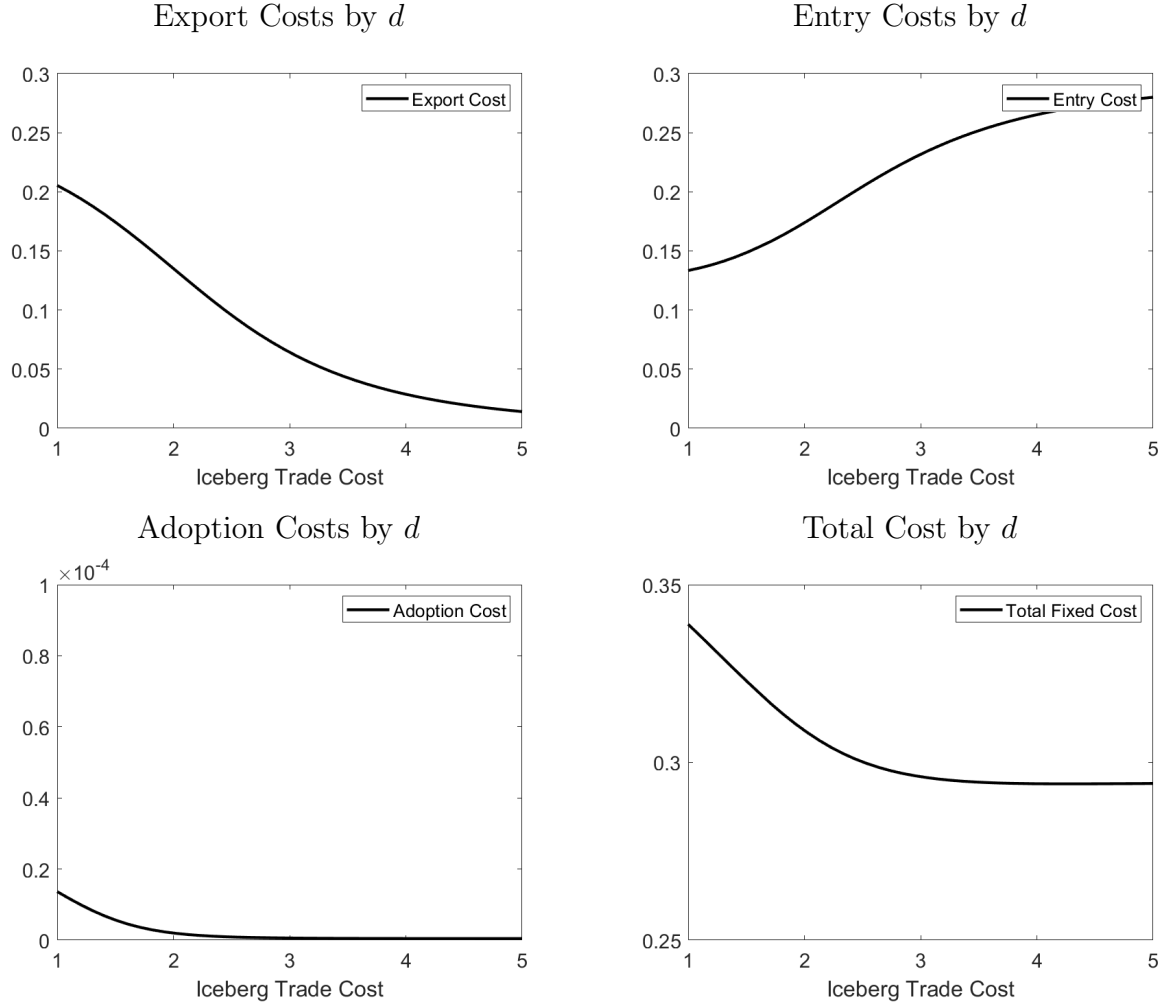 Export Costs by d
0.3
0.25
0.2
0.15
0.1
0.05
0
Export Cost
1 2 3 4 5
Iceberg Trade Cost
Entry Costs by d
0.3
0.25
0.2
0.15
0.1
0.05
0
Entry Cost
1 2 3 4 5
Iceberg Trade Cost
Adoption Costs by d
×10-4
1
0.8
0.6
0.4
0.2
0
Adoption Cost
1 2 3 4 5
Iceberg Trade Cost
Total Cost by d
0.35
0.3
0.25
Total Fixed Cost
1 2 3 4 5
Iceberg Trade Cost